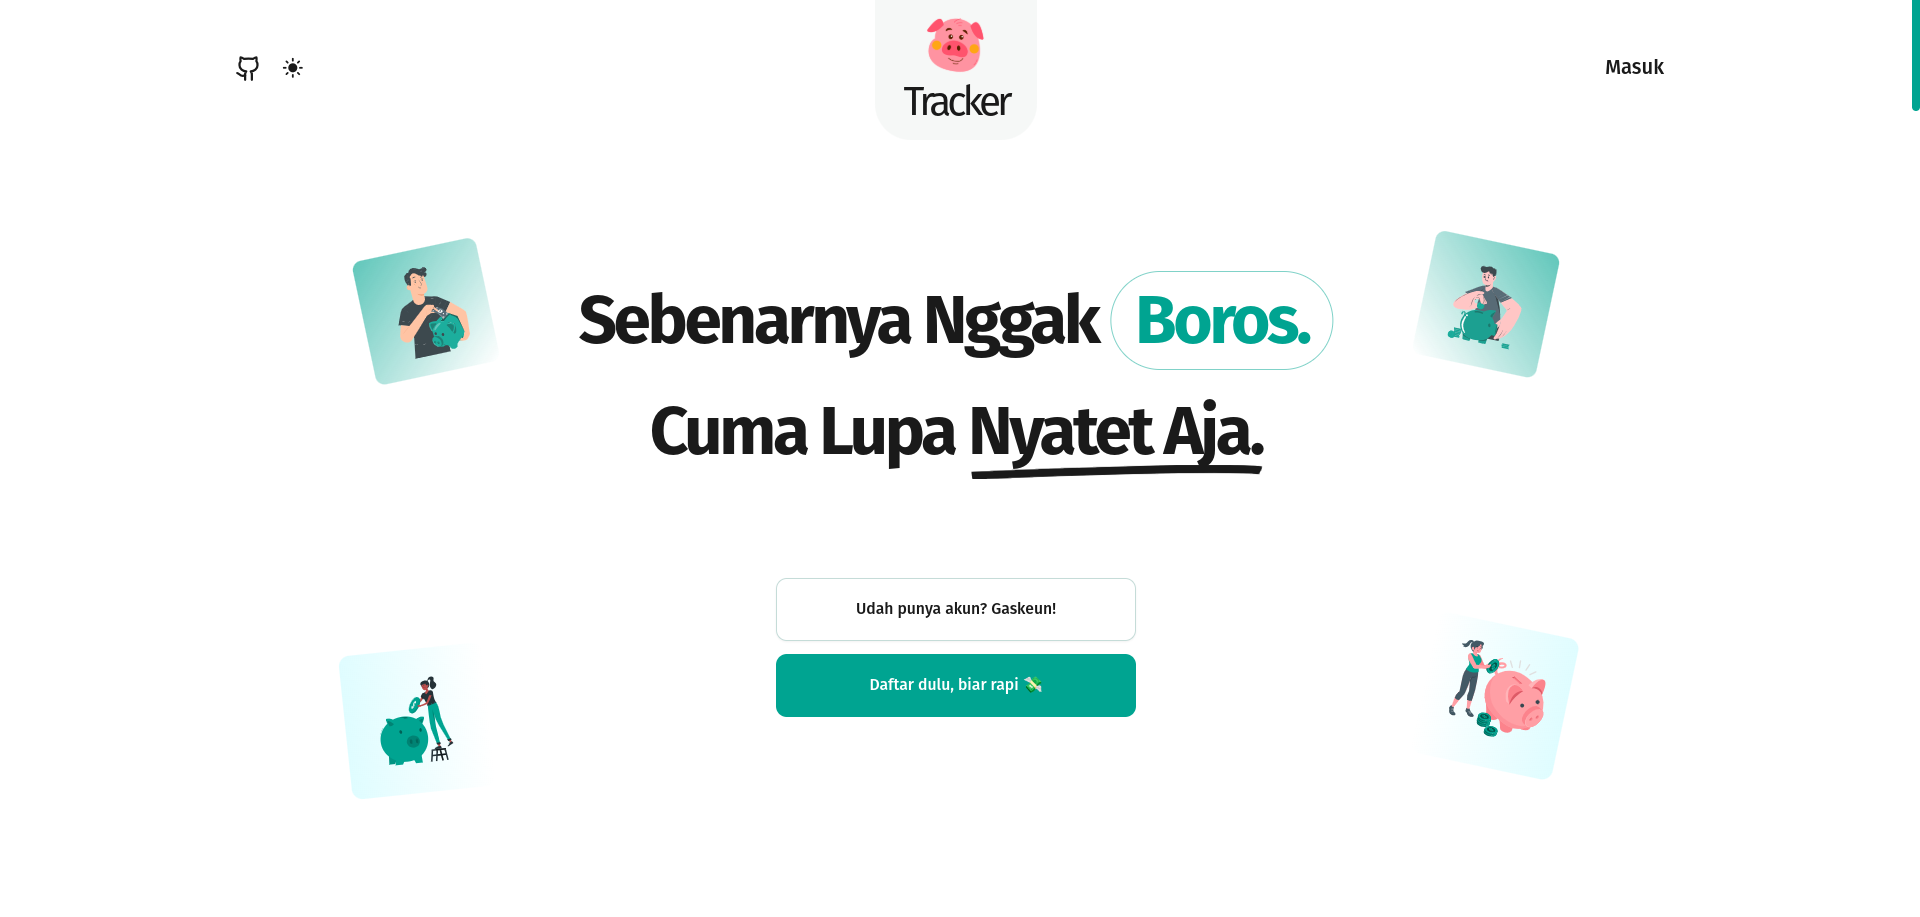 Tracker
Masuk
Sebenarnya Nggak Boros.
Cuma Lupa Nyatet Aja.
Udah punya akun? Gaskeun!
Daftar dulu, biar rapi 💸